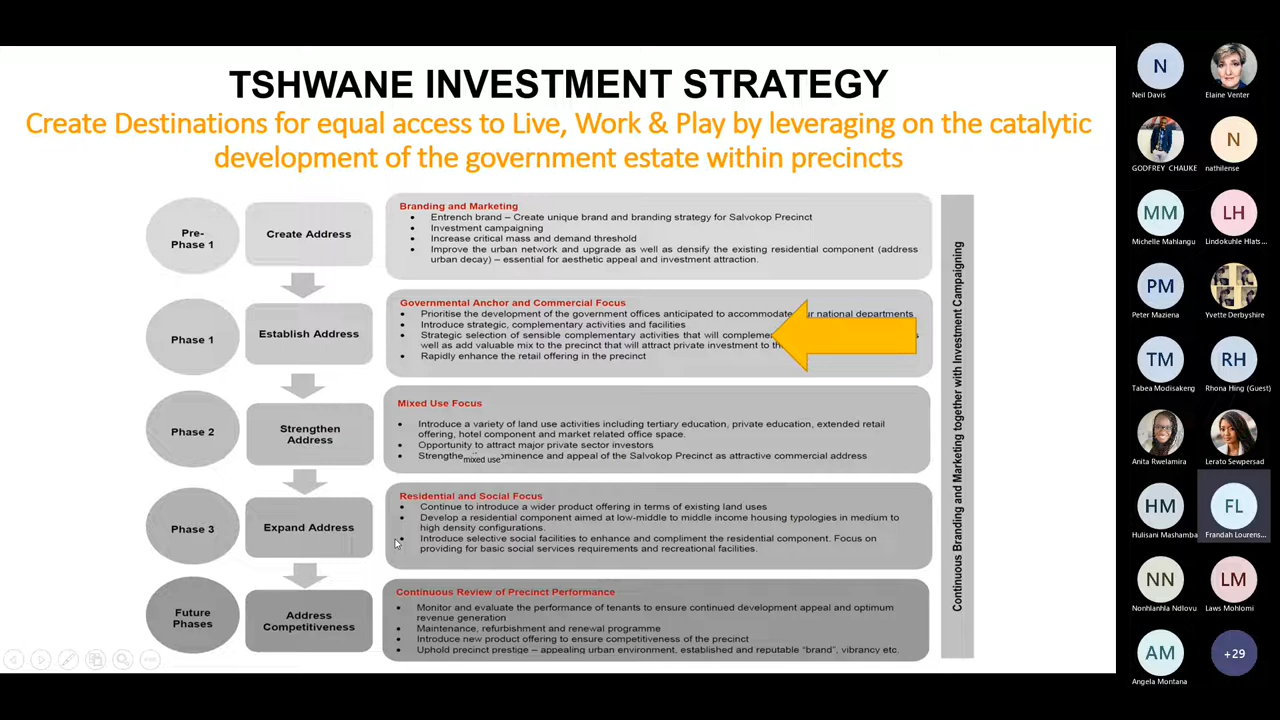 TSHWANE INVESTMENT STRATEGY
Create Destinations for equal access to Live, Work & Play by leveraging on the catalytic
development of the government estate within precincts
Pre-
Phase 1
Create Address
Branding and Marketing
• Entrench brand – Create unique brand and branding strategy for Salvokop Precinct
• Investment campaigning
• Increase critical mass and demand threshold
• Improve the urban network and upgrade as well as densify the existing residential component (address
urban decay) – essential for aesthetic appeal and investment attraction.
Phase 1
Establish Address
Governmental Anchor and Commercial Focus
• Prioritise the development of the government offices anticipated to accommodate national departments
• Introduce strategic, complementary activities and facilities
• Strategic selection of sensible complementary activities that will
well as add valuable mix to the precinct that will attract private investment to
• Rapidly enhance the retail offering in the precinct
Phase 2
Strengthen
Address
Mixed Use Focus
• Introduce a variety of land use activities including tertiary education, private education, extended retail
offering, hotel component and market related office space.
• Opportunity to attract major private sector investors
• and appeal of the Salvokop Precinct as attractive commercial address
mixed use
Phase 3
Expand Address
Residential and Social Focus
• Continue to introduce a wider product offering in terms of existing land uses
• Develop a residential component aimed at low-middle to middle income housing typologies in medium to
high density configurations.
• Introduce selective social facilities to enhance and compliment the residential component. Focus on
providing for basic social services requirements and recreational facilities.
Future
Phases
Address
Competitiveness
Continuous Review of Precinct Performance
• Monitor and evaluate the performance of tenants to ensure continued development appeal and optimum
revenue generation
• Maintenance, refurbishment and renewal programme
• Introduce new product offering to ensure competitiveness of the precinct
• Uphold precinct prestige – appealing urban environment, established and reputable “brand”, vibrancy etc.
Continuous Branding and Marketing together with Investment Campaigning
N
Neil Davis
Elaine Venter
GODFREY CHAUKE
N
nathilense
MM
Michelle Mahlangu
LH
Lindokuhle Hlats...
PM
Peter Maziena
Yvette Derbyshire
TM
Tabea Modisakeng
RH
Rhona Hing (Guest)
Anita Rwelamira
Lerato Sewpersad
HM
Hulisani Mashamba
FL
Frandah Lourens...
NN
Nonhlanhla Ndlovu
LM
Laws Mohlomi
AM
Angela Montana
+29